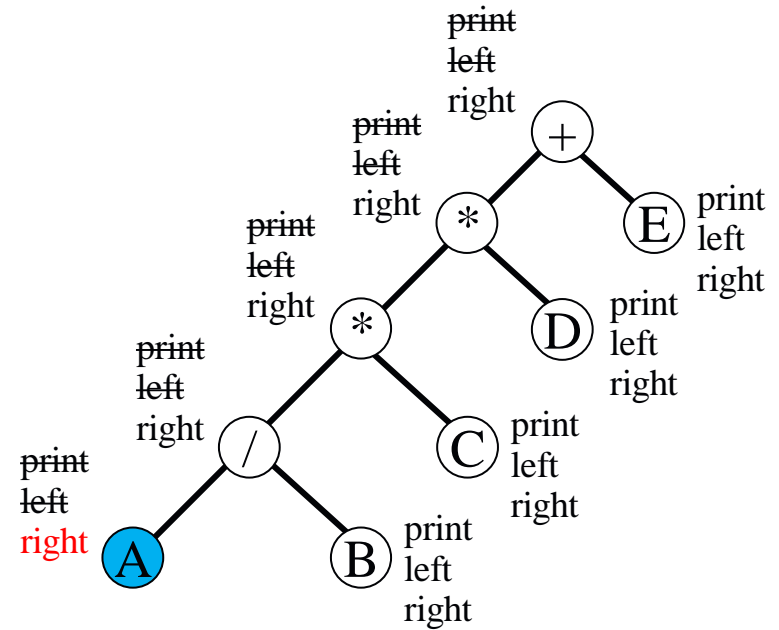 print
left
right
+
print
left
right
*
E
print
left
right
print
left
right
*
D
print
left
right
print
left
right
/
C
print
left
right
print
left
right
A
B
print
left
right